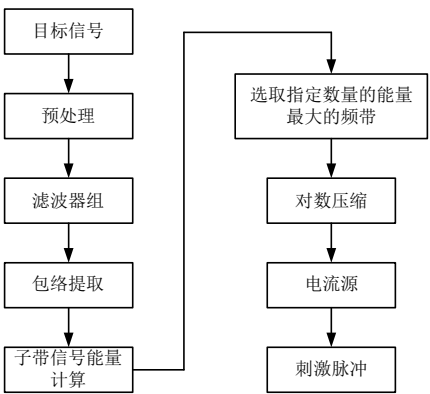 目标信号
预处理
滤波器组
包络提取
子带信号能量
计算
选取指定数量的能量
最大的频带
对数压缩
电流源
刺激脉冲